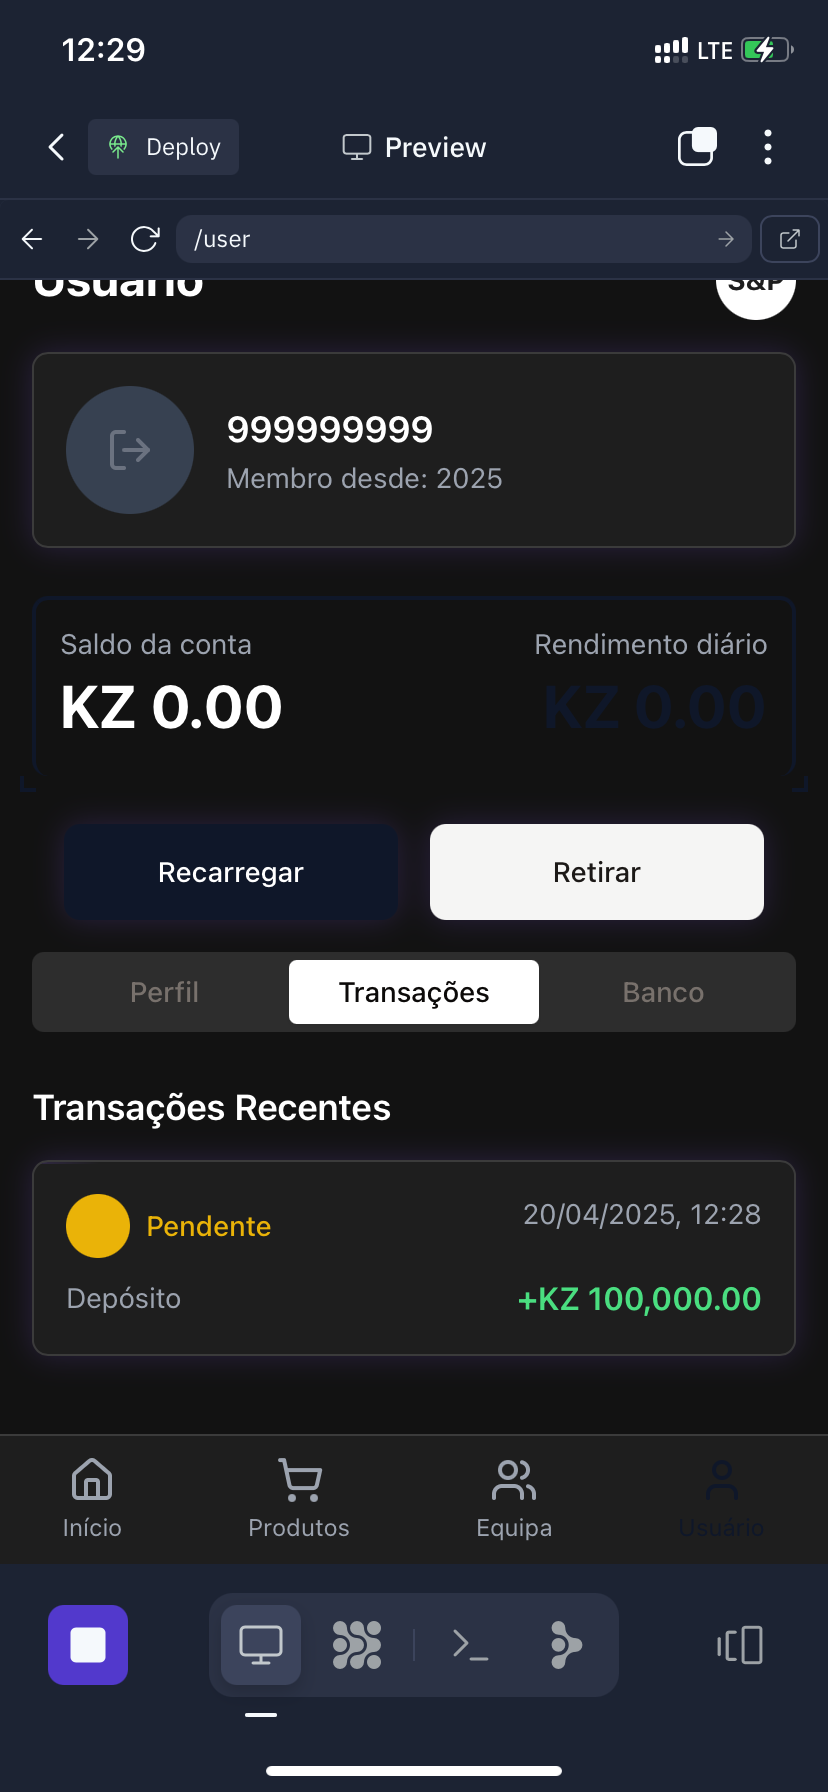 12:29
LTE
Deploy
Preview
/user
Usuário
S&P
999999999
Membro desde: 2025
Saldo da conta
Rendimento diário
KZ 0.00
KZ 0.00
Recarregar
Retirar
Perfil
Transações
Banco
Transações Recentes
Pendente
20/04/2025, 12:28
Depósito
+KZ 100,000.00
Início
Produtos
Equipa
Usuário